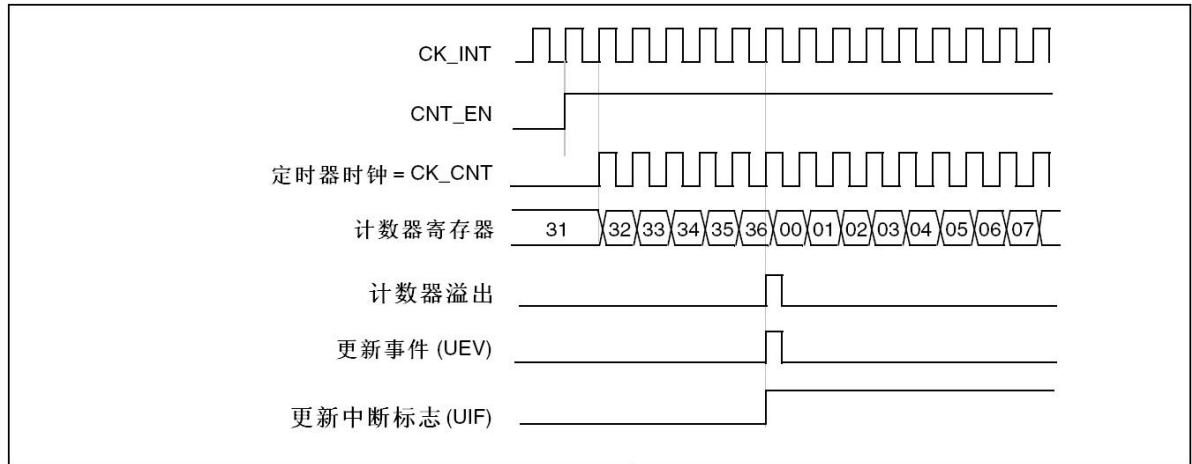 CK_INT
CNT_EN
定时器时钟 = CK_CNT
计数器寄存器 31 32 33 34 35 36 00 01 02 03 04 05 06 07
计数器溢出
更新事件 (UEV)
更新中断标志 (UIF)